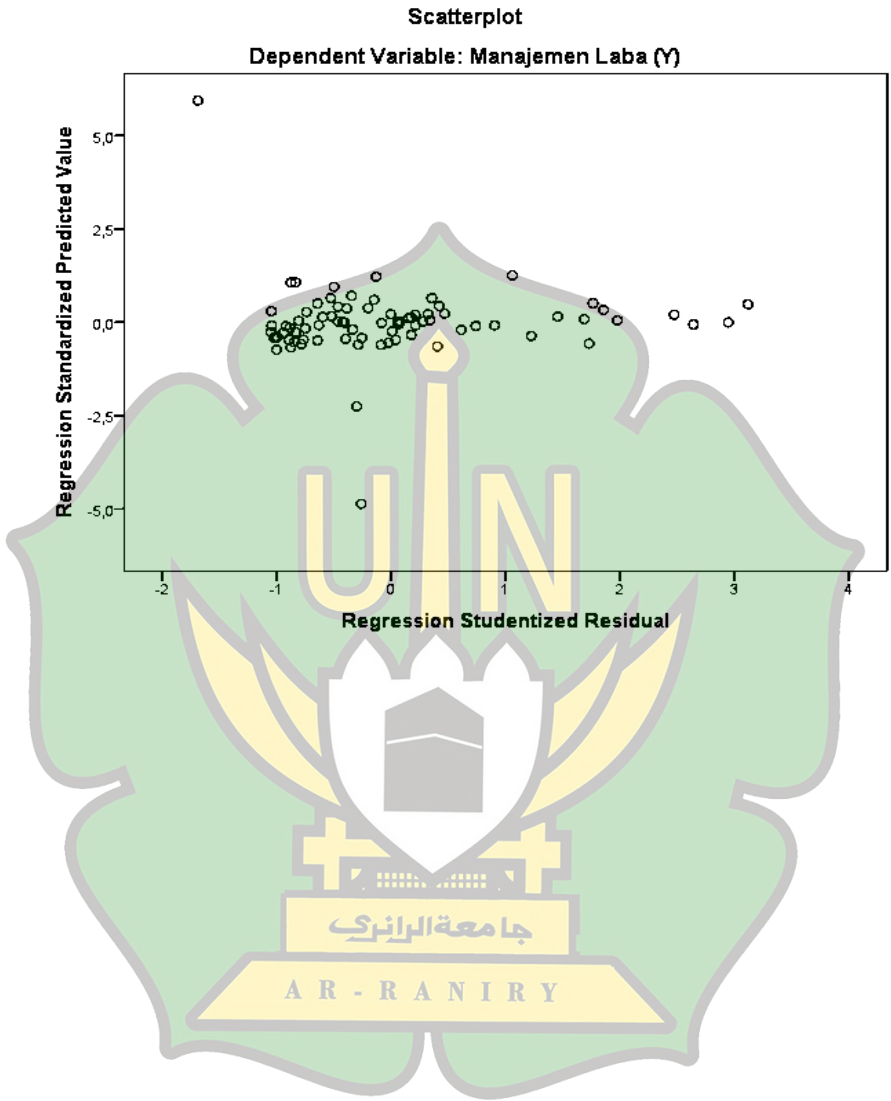 Scatterplot
Dependent Variable: Manajemen Laba (Y)
Regression Standardized Predicted Value
5,0
2,5
0,0
-2,5
-5,0
-2 -1 0 1 2 3 4
Regression Studentized Residual
UIN
جامعة الرانري
AR-RANIRY